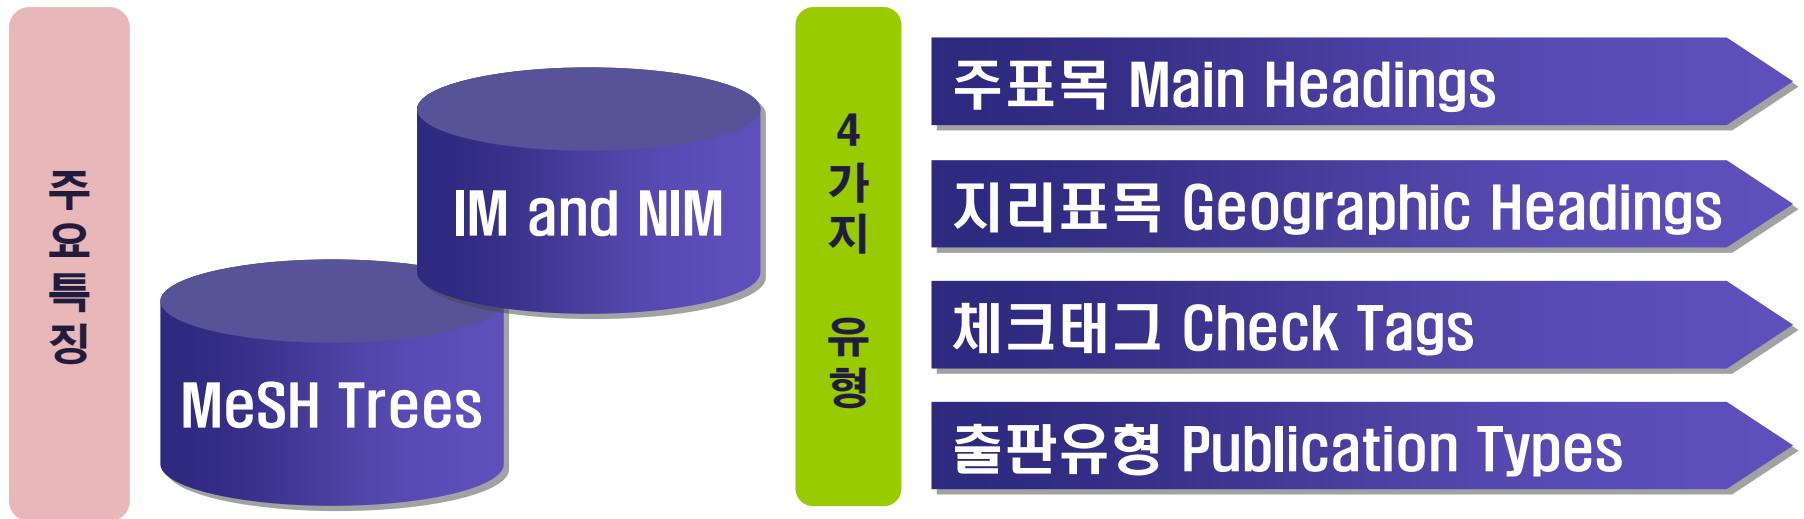 주요특징
IM and NIM
MeSH Trees
4가지 유형
주표목 Main Headings
지리표목 Geographic Headings
체크태그 Check Tags
출판유형 Publication Types